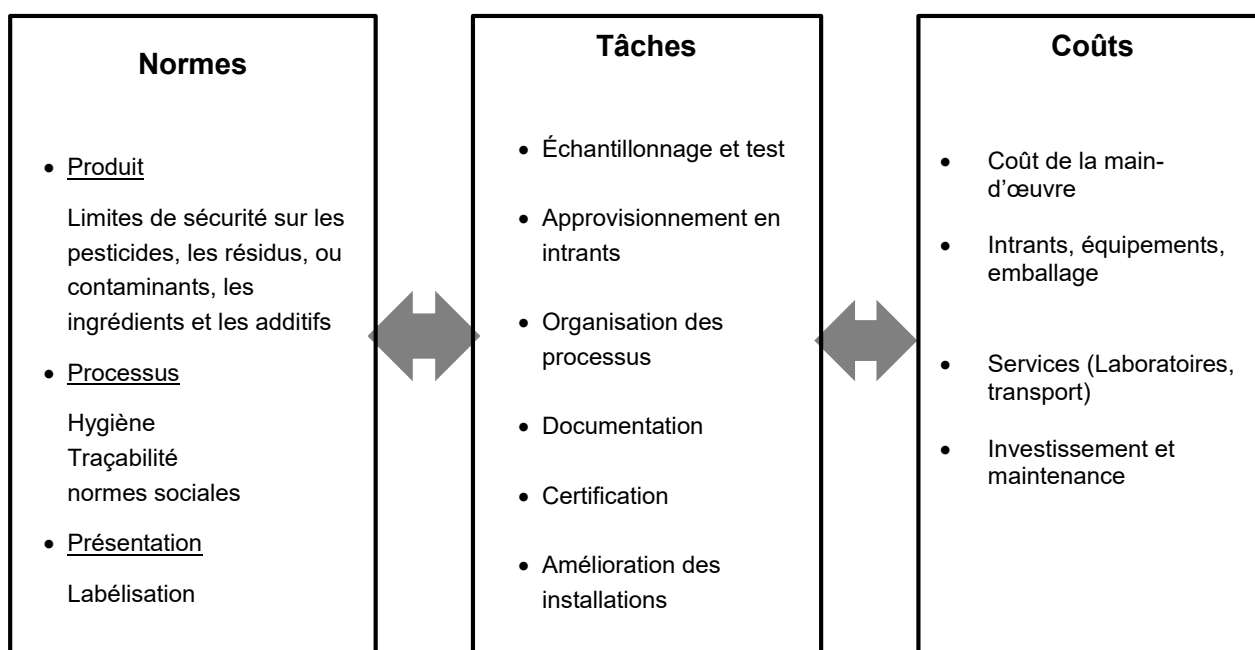 Normes
• Produit
Limites de sécurité sur les
pesticides, les résidus, ou
contaminants, les
ingrédients et les additifs
• Processus
Hygiène
Traçabilité
normes sociales
• Présentation
Labélisation
Tâches
• Échantillonnage et test
• Approvisionnement en
intrants
• Organisation des
processus
• Documentation
• Certification
• Amélioration des
installations
Coûts
• Coût de la main-
d’œuvre
• Intrants, équipements,
emballage
• Services (Laboratoires,
transport)
• Investissement et
maintenance